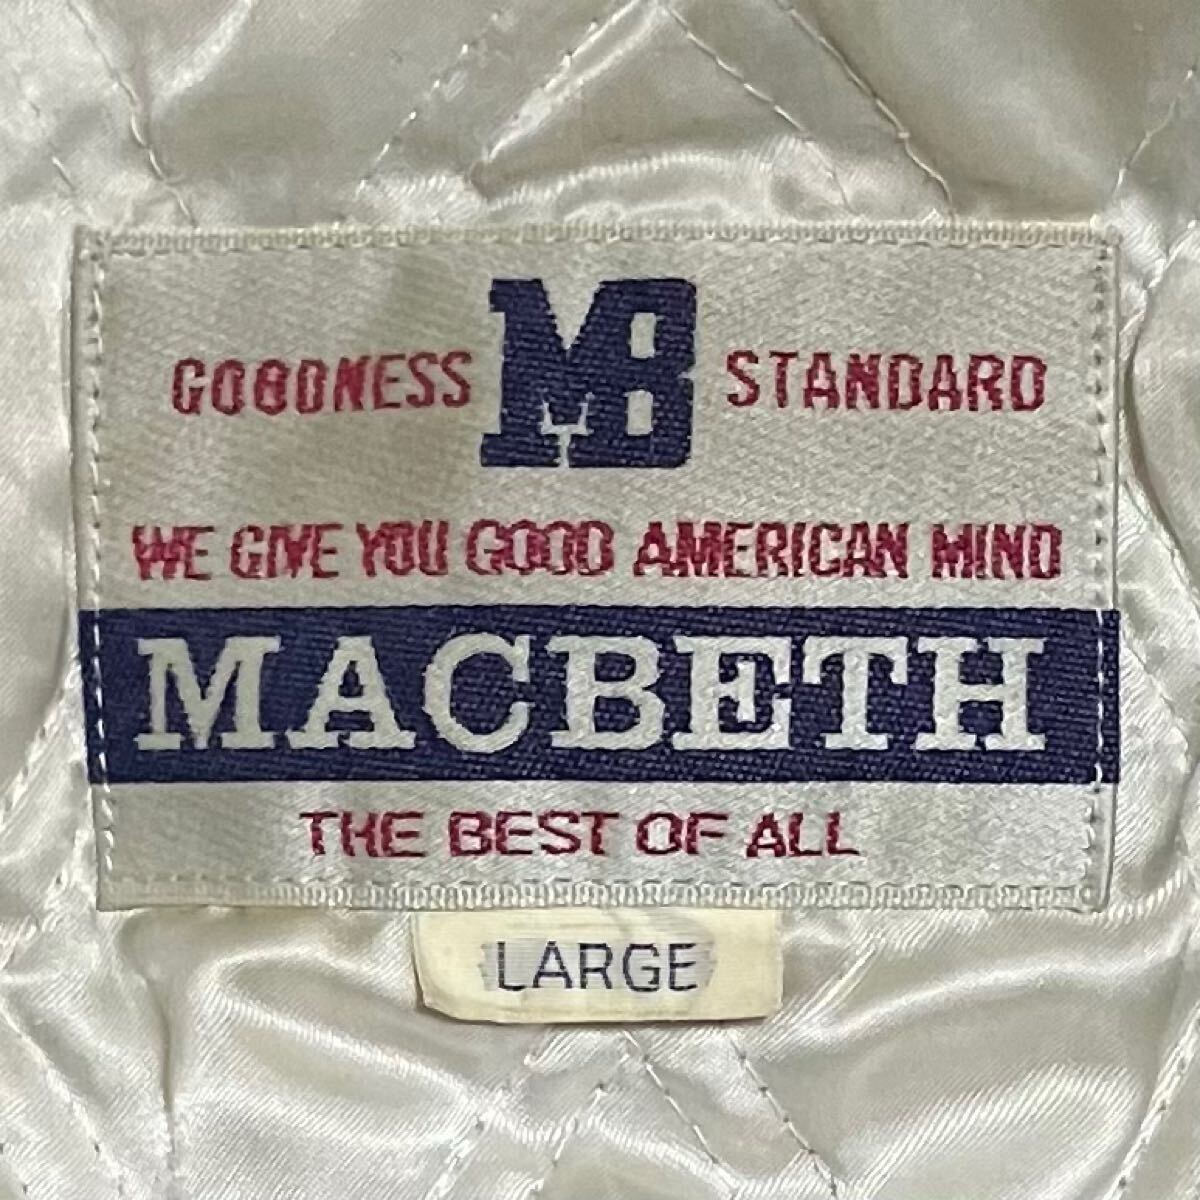 GOODNESS MB STANDARD
WE GIVE YOU GOOD AMERICAN MIND
MACBETH
THE BEST OF ALL
LARGE